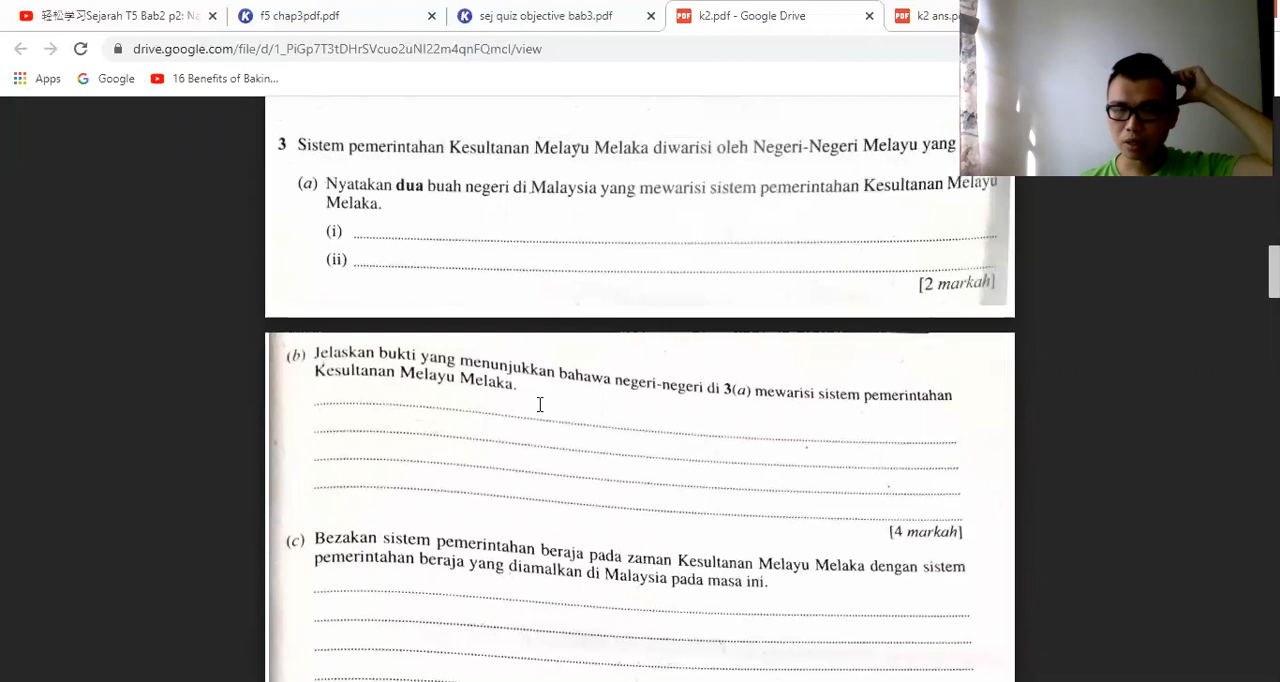 轻松学习Sejarah T5 Bab2 p2: Na
f5 chap3pdf.pdf
sej quiz objective bab3.pdf
k2.pdf - Google Drive
k2 ans.p
drive.google.com/file/d/1_PiGp7T3tDHrSVcuo2uNl22m4qnFQmcl/view
Apps
Google
16 Benefits of Bakin...
3 Sistem pemerintahan Kesultanan Melayu Melaka diwarisi oleh Negeri-Negeri Melayu yang
(a) Nyatakan dua buah negeri di Malaysia yang mewarisi sistem pemerintahan Kesultanan Melayu
Melaka.
(i)
(ii)
[2 markah]
(b) Jelaskan bukti yang menunjukkan bahawa negeri-negeri di 3(a) mewarisi sistem pemerintahan
Kesultanan Melayu Melaka.
[4 markah]
(c) Bezakan sistem pemerintahan beraja pada zaman Kesultanan Melayu Melaka dengan sistem
pemerintahan beraja yang diamalkan di Malaysia pada masa ini.